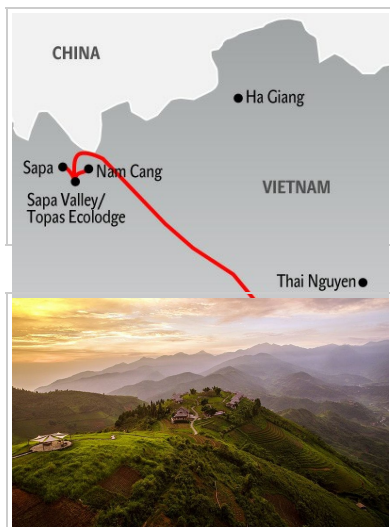 CHINA
Ha Giang
Sapa
Nam Cang
VIETNAM
Sapa Valley/
Topas Ecolodge
Thai Nguyen